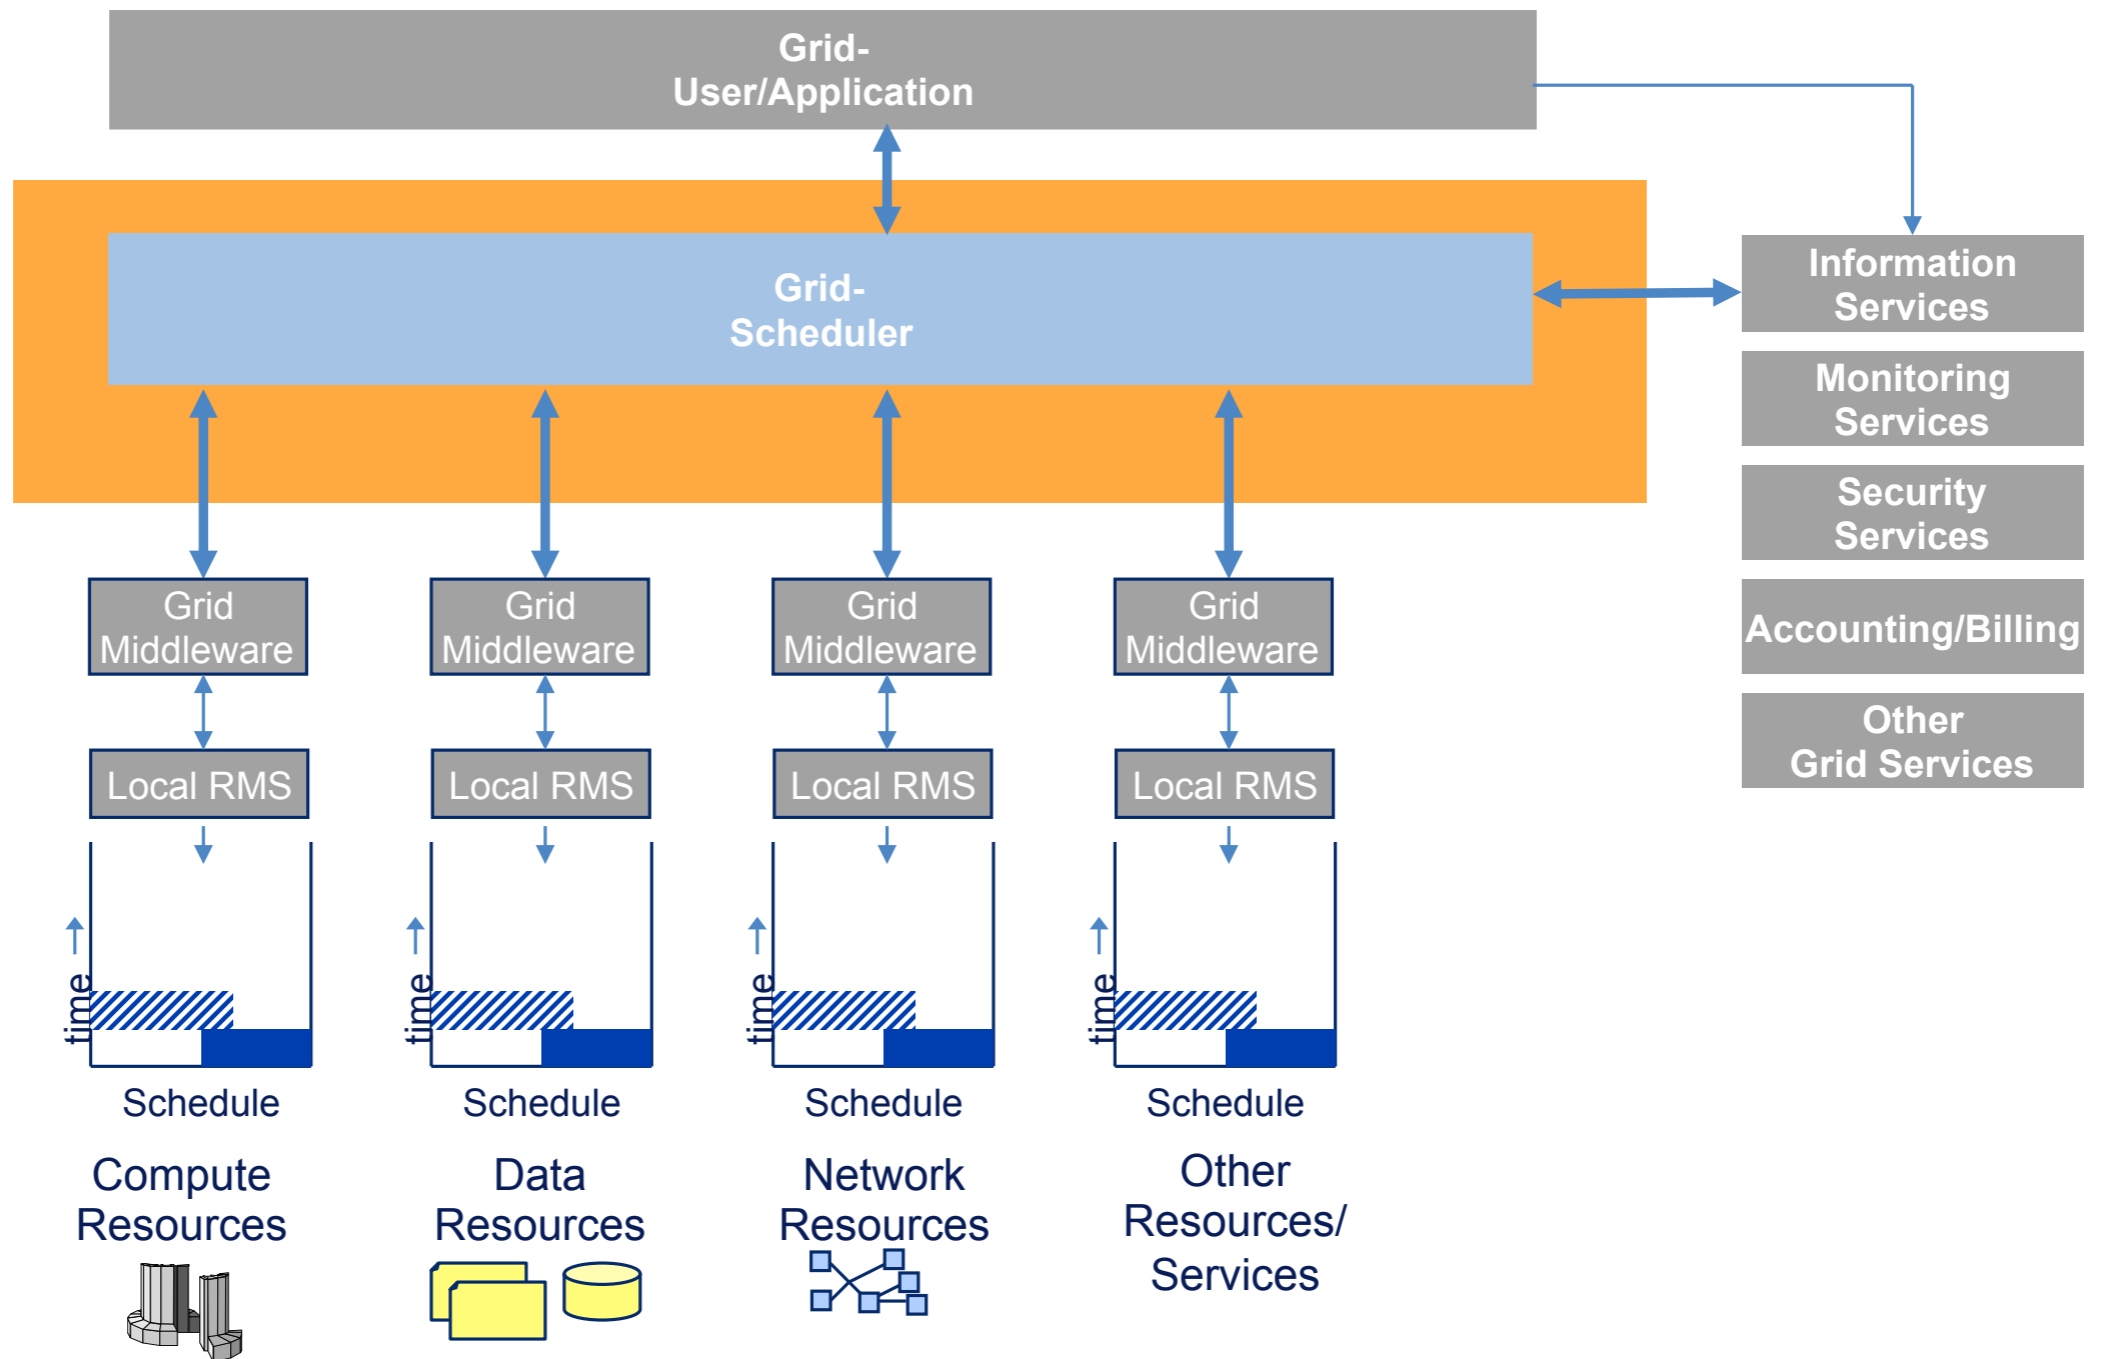 Grid-
User/Application
Grid-
Scheduler
Information
Services
Monitoring
Services
Security
Services
Accounting/Billing
Other
Grid Services
Grid
Middleware
Grid
Middleware
Grid
Middleware
Grid
Middleware
Local RMS
Local RMS
Local RMS
Local RMS
time
time
time
time
Schedule
Schedule
Schedule
Schedule
Compute
Resources
Data
Resources
Network
Resources
Other
Resources/
Services